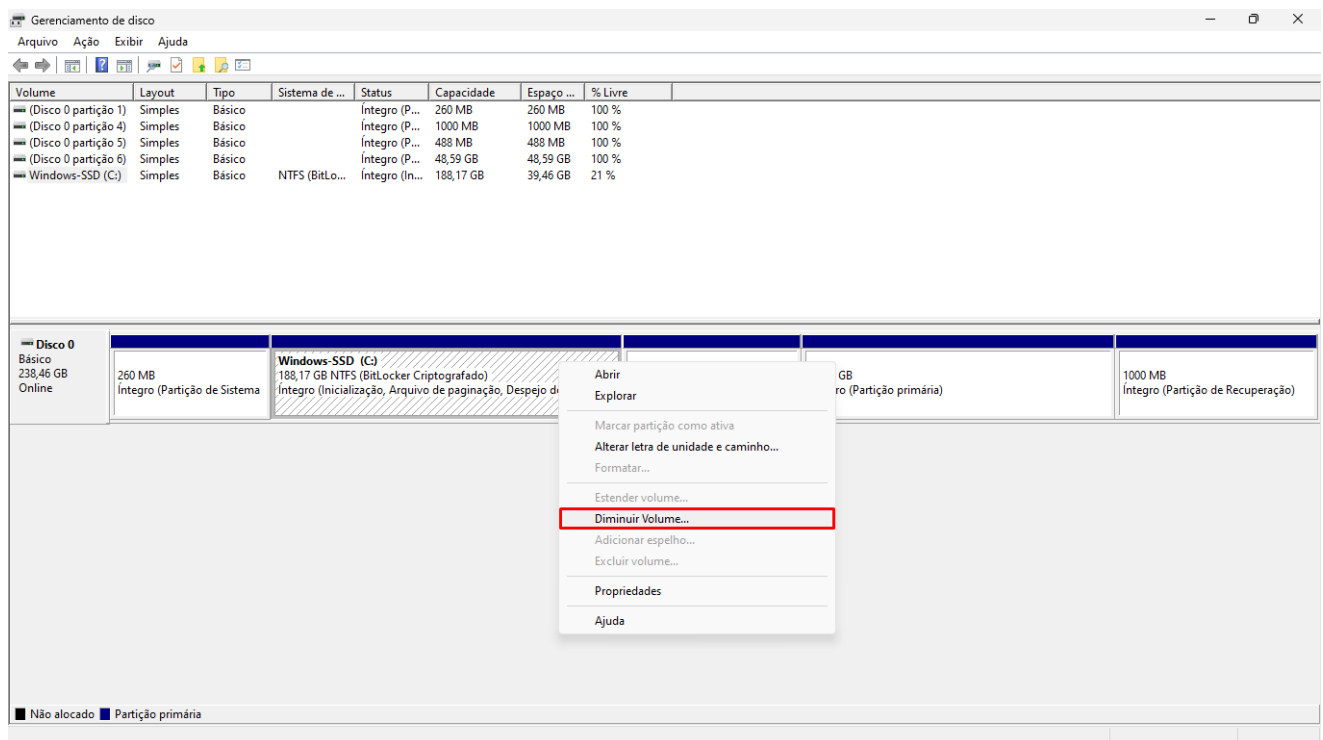 Gerenciamento de disco
Arquivo Ação Exibir Ajuda
Volume Layout Tipo Sistema de ... Status Capacidade Espaço ... % Livre
(Disco 0 partição 1) Simples Básico Íntegro (P... 260 MB 260 MB 100 %
(Disco 0 partição 4) Simples Básico Íntegro (P... 1000 MB 1000 MB 100 %
(Disco 0 partição 5) Simples Básico Íntegro (P... 488 MB 488 MB 100 %
(Disco 0 partição 6) Simples Básico Íntegro (P... 48,59 GB 48,59 GB 100 %
Windows-SSD (C:) Simples Básico NTFS (BitLo... Íntegro (In... 188,17 GB 39,46 GB 21 %
Disco 0
Básico
238,46 GB
Online
260 MB
Íntegro (Partição de Sistema
Windows-SSD (C:)
188,17 GB NTFS (BitLocker Criptografado)
Íntegro (Inicialização, Arquivo de paginação, Despejo de
GB
ro (Partição primária)
1000 MB
Íntegro (Partição de Recuperação)
Abrir
Explorar
Marcar partição como ativa
Alterar letra de unidade e caminho...
Formatar...
Estender volume...
Diminuir Volume...
Adicionar espelho...
Excluir volume...
Propriedades
Ajuda
Não alocado Partição primária